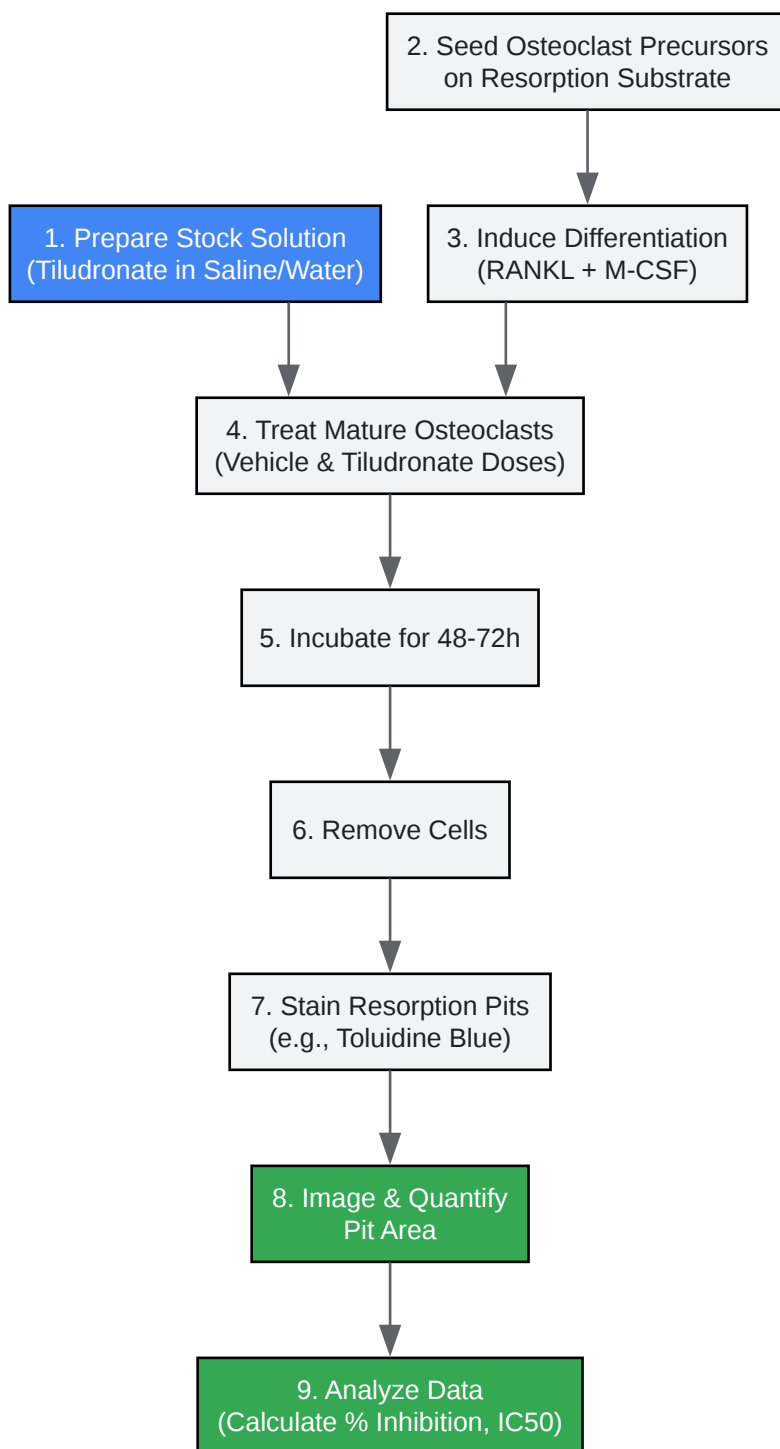 2. Seed Osteoclast Precursors
on Resorption Substrate
1. Prepare Stock Solution
(Tiludronate in Saline/Water)
3. Induce Differentiation
(RANKL + M-CSF)
4. Treat Mature Osteoclasts
(Vehicle & Tiludronate Doses)
5. Incubate for 48-72h
6. Remove Cells
7. Stain Resorption Pits
(e.g., Toluidine Blue)
8. Image & Quantify
Pit Area
9. Analyze Data
(Calculate % Inhibition, IC50)